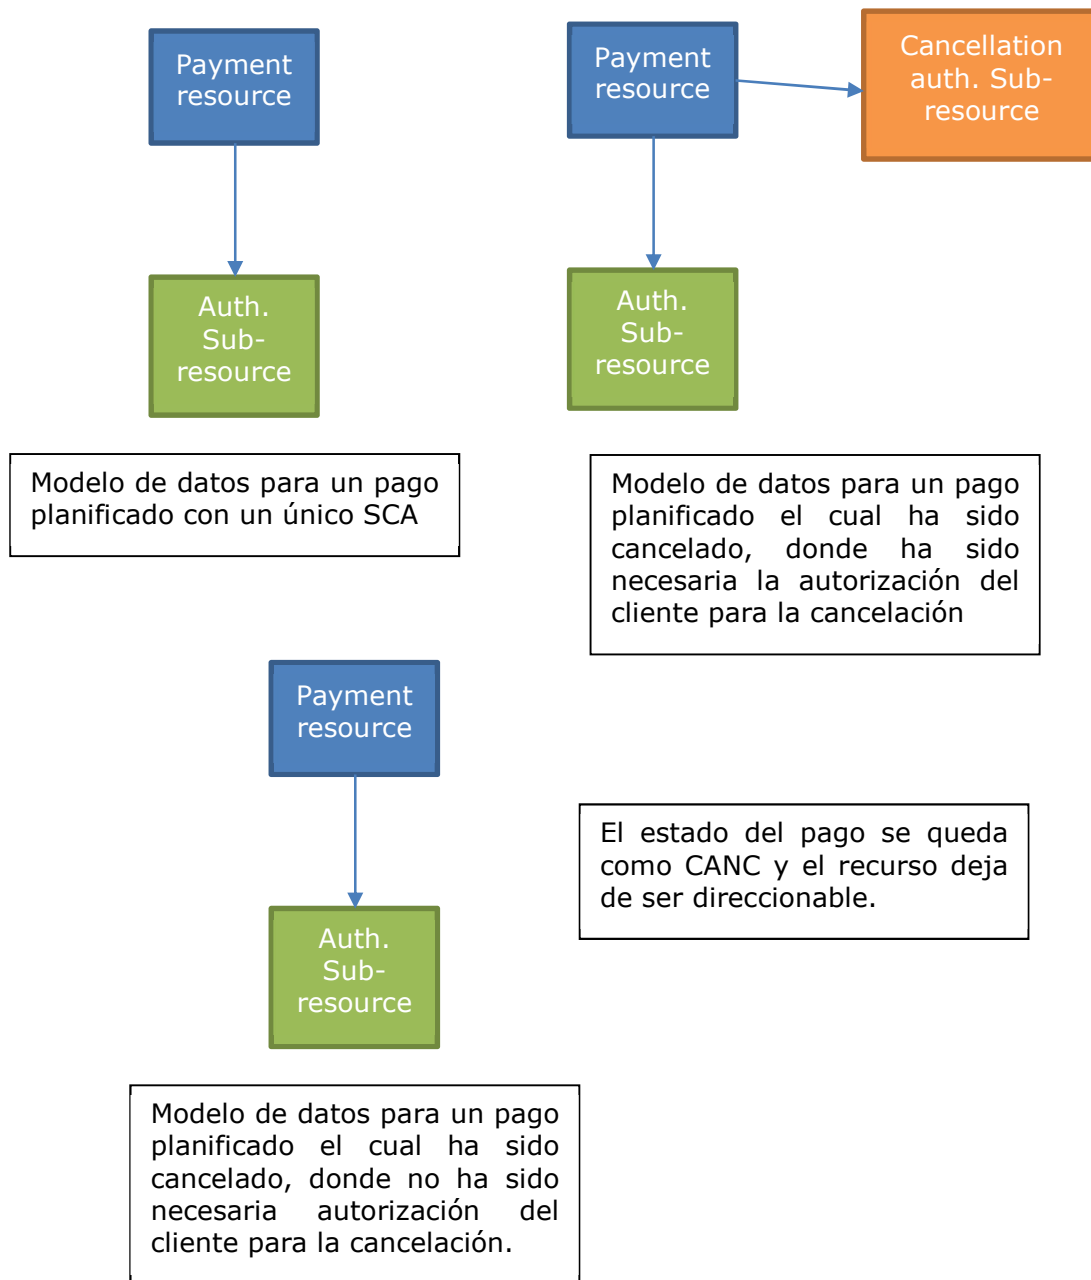 Payment
resource
Auth.
Sub-
resource
Modelo de datos para un pago
planificado con un único SCA
Payment
resource
Cancellation
auth. Sub-
resource
Auth.
Sub-
resource
Modelo de datos para un pago
planificado el cual ha sido
cancelado, donde ha sido
necesaria la autorización del
cliente para la cancelación
Payment
resource
Auth.
Sub-
resource
El estado del pago se queda
como CANC y el recurso deja
de ser direccionable.
Modelo de datos para un pago
planificado el cual ha sido
cancelado, donde no ha sido
necesaria autorización del
cliente para la cancelación.